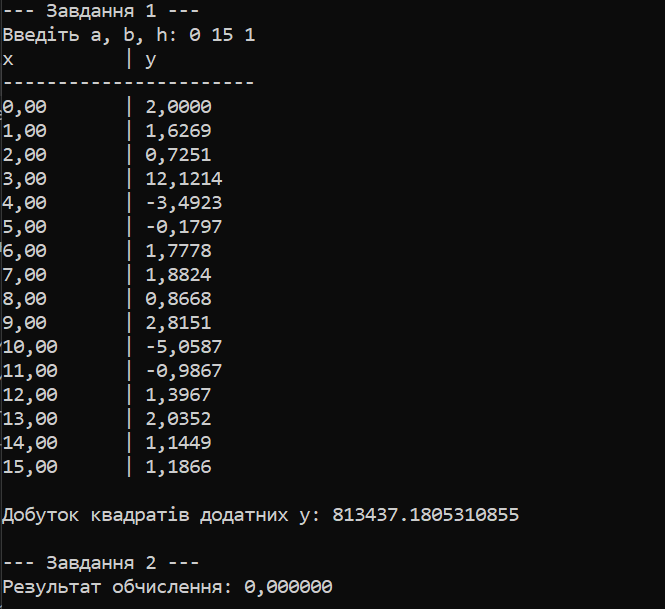 --- Завдання 1 ---
Введіть a, b, h: 0 15 1
x          | y
-----------------------
0,00       | 2,0000
1,00       | 1,6269
2,00       | 0,7251
3,00       | 12,1214
4,00       | -3,4923
5,00       | -0,1797
6,00       | 1,7778
7,00       | 1,8824
8,00       | 0,8668
9,00       | 2,8151
10,00      | -5,0587
11,00      | -0,9867
12,00      | 1,3967
13,00      | 2,0352
14,00      | 1,1449
15,00      | 1,1866
Добуток квадратів додатних y: 813437.1805310855
--- Завдання 2 ---
Результат обчислення: 0,000000